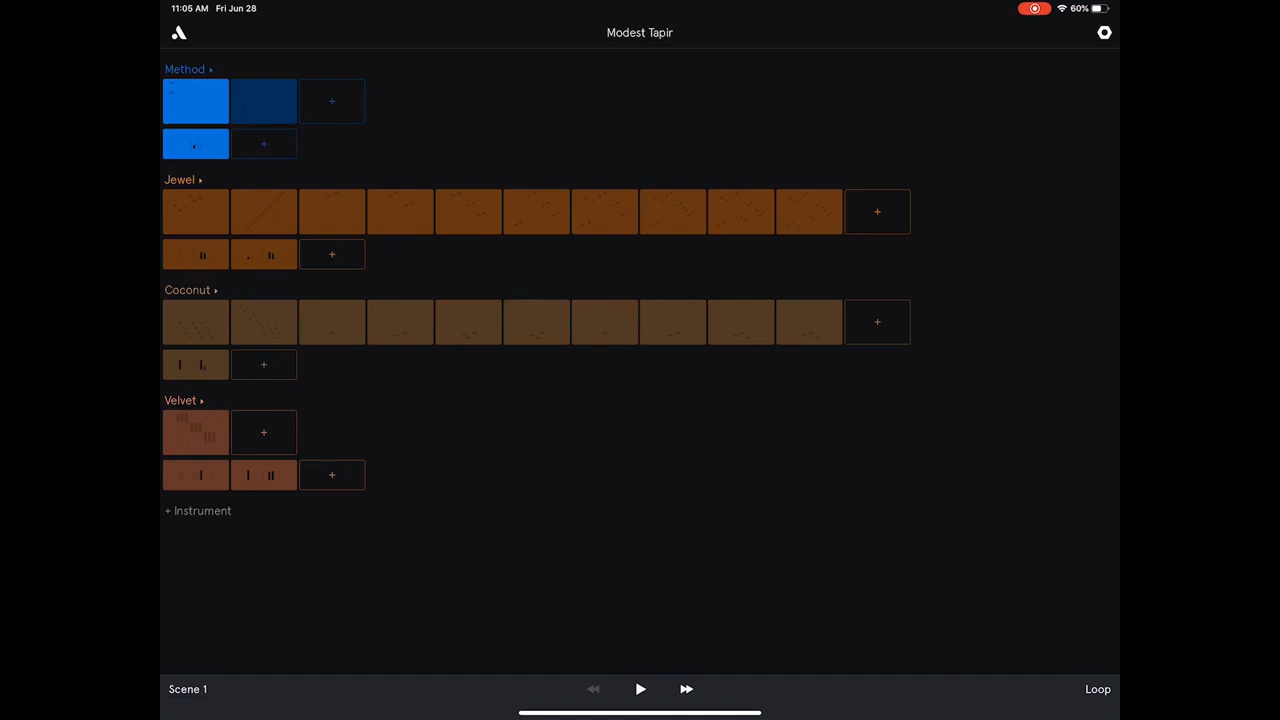 11:05 AM Fri Jun 28
60%
Modest Tapir
Method
+
+
Jewel
+
+
Coconut
+
+
Velvet
+
+
+ Instrument
Scene 1
Loop